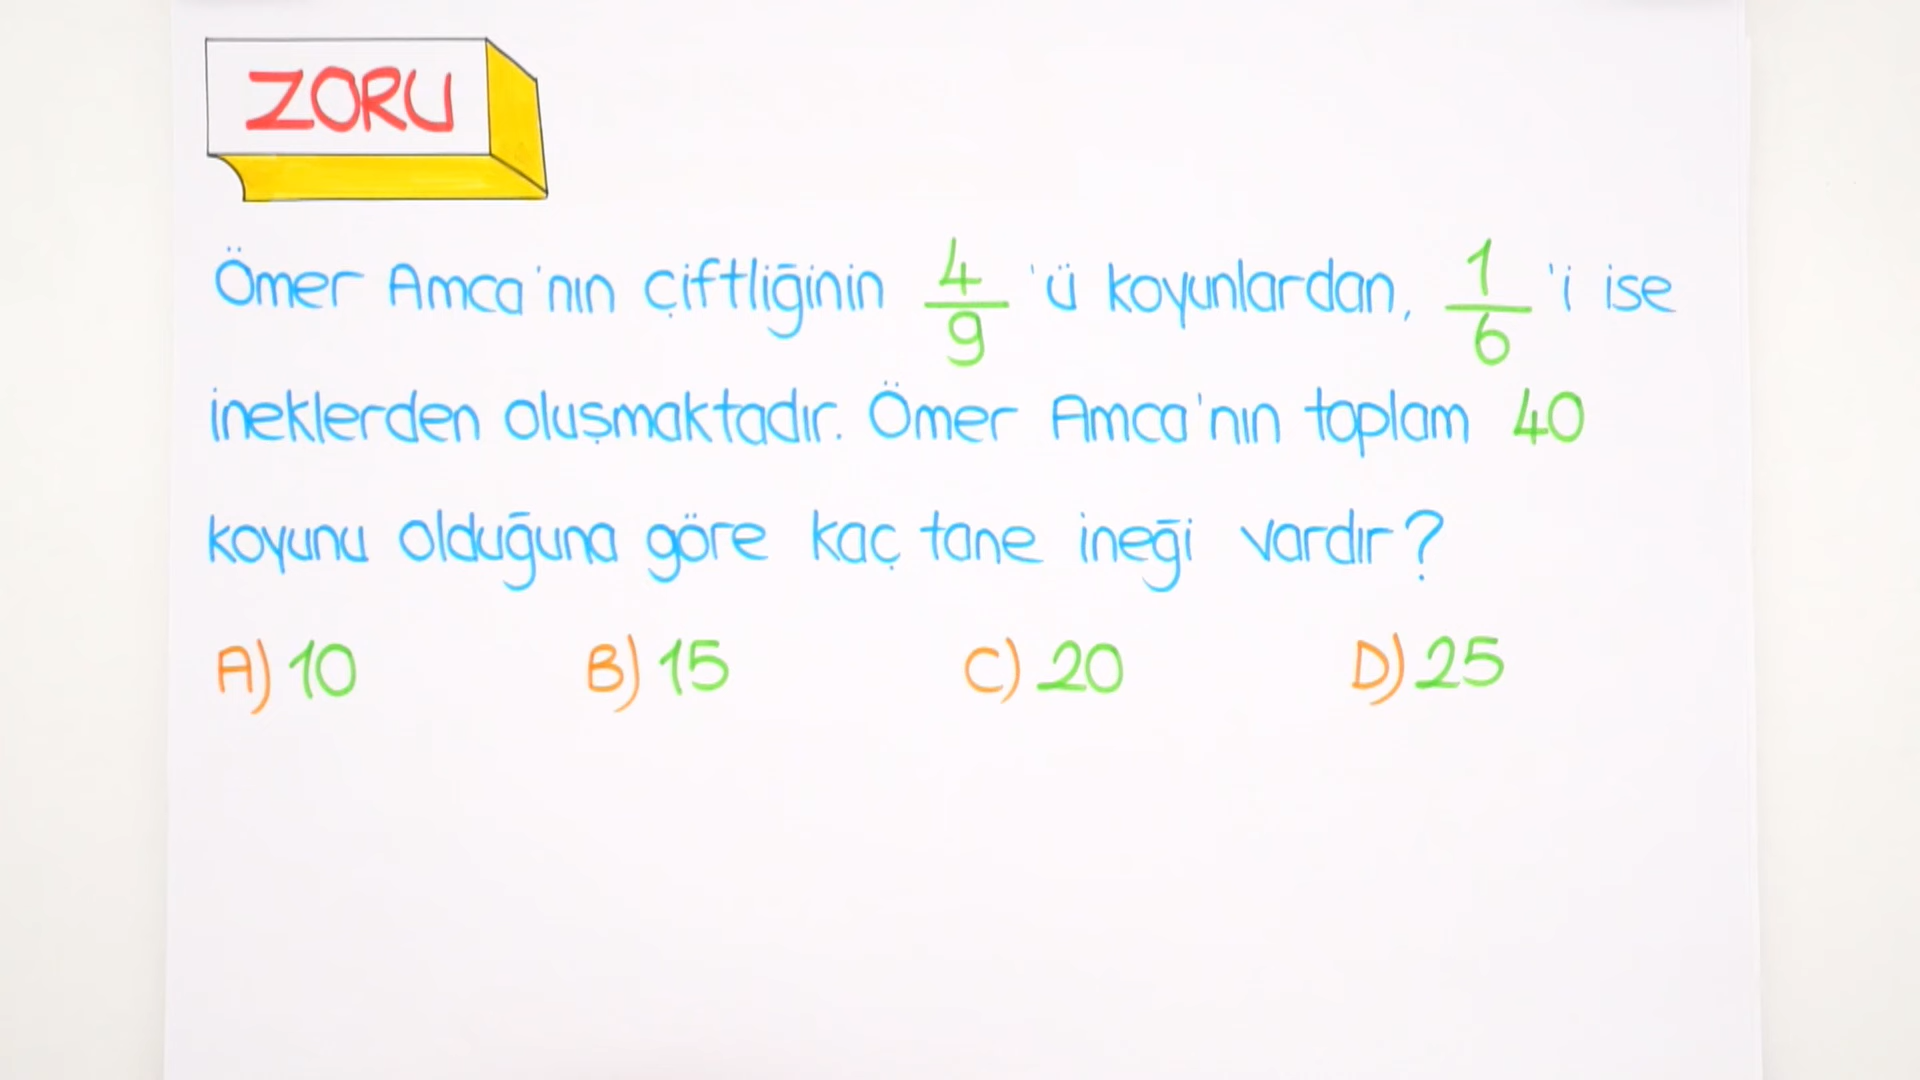 ZORU
Ömer Amca'nın çiftliğinin 4/9 'ü koyunlardan, 1/6 'i ise
ineklerden oluşmaktadır. Ömer Amca'nın toplam 40
koyunu olduğuna göre kaç tane ineği vardır?
A) 10 B) 15 C) 20 D) 25